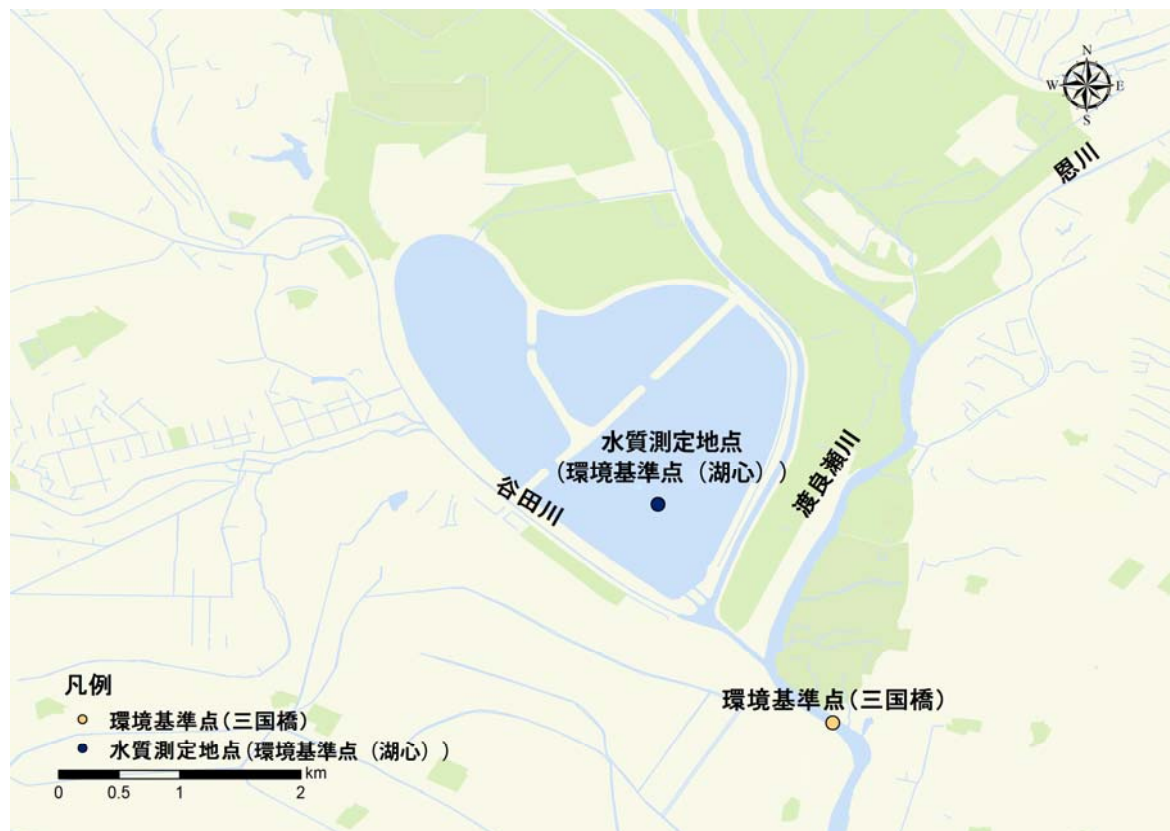 N
W E
S
恩川
水質測定地点
（環境基準点（湖心））
谷田川
渡良瀬川
環境基準点（三国橋）
凡例
環境基準点（三国橋）
水質測定地点（環境基準点（湖心））
km
0 0.5 1 2